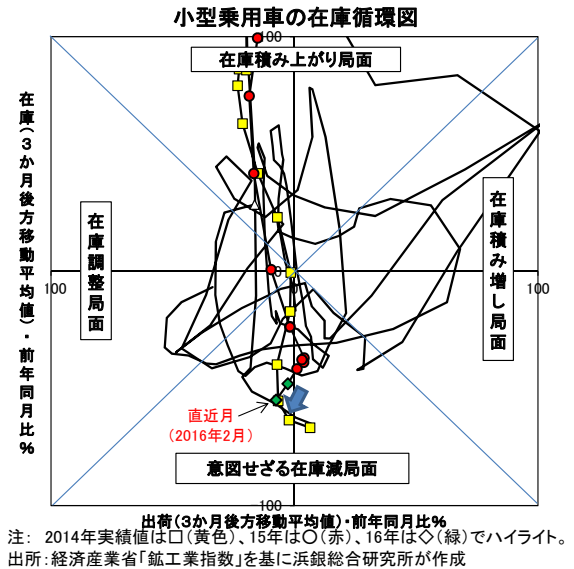 小型乗用車の在庫循環図
100
在庫積み上がり局面
在庫(3か月後方移動平均値)・前年同月比%
在庫調整局面
在庫積み増し局面
0
100
100
直近月
(2016年2月)
意図せざる在庫減局面
100
出荷(3か月後方移動平均値)・前年同月比%
注: 2014年実績値は□(黄色)、15年は○(赤)、16年は◇(緑)でハイライト。
出所:経済産業省「鉱工業指数」を基に浜銀総合研究所が作成